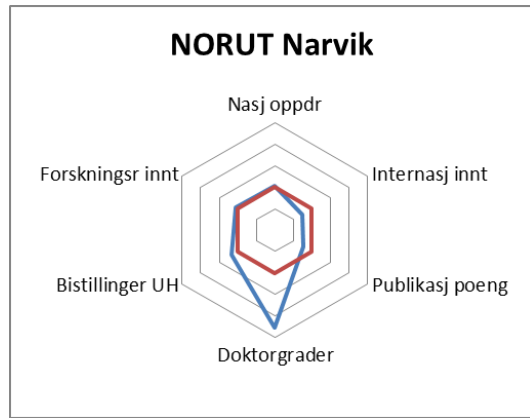 NORUT Narvik
Nasj oppdr
Forskningsr innt
Internasj innt
Bistillinger UH
Publikasj poeng
Doktorgrader